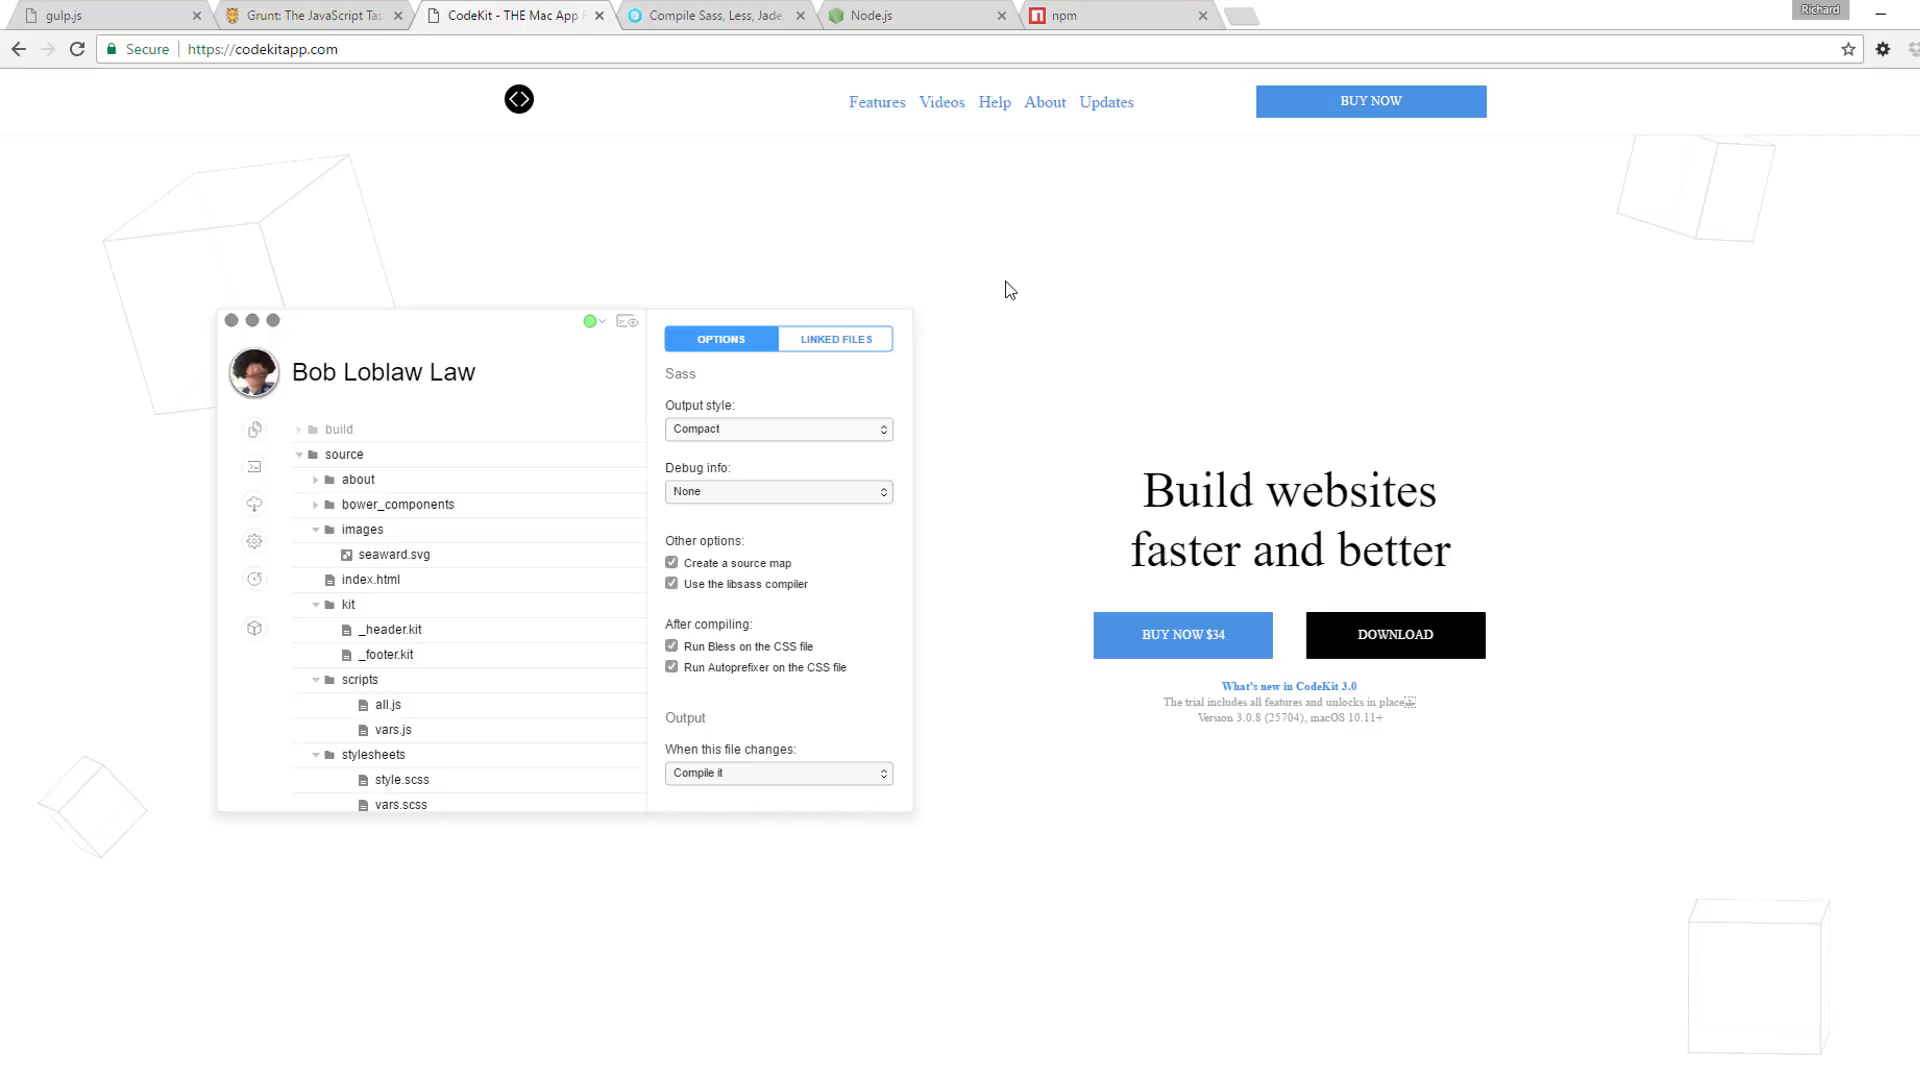 gulp.js
Grunt: The JavaScript Tas
CodeKit - THE Mac App
Compile Sass, Less, Jade
Node.js
npm
Richard
Secure
https://codekitapp.com
Features
Videos
Help
About
Updates
BUY NOW
Bob Loblaw Law
build
source
about
bower_components
images
seaward.svg
index.html
kit
_header.kit
_footer.kit
scripts
all.js
vars.js
stylesheets
style.scss
vars.scss
OPTIONS
LINKED FILES
Sass
Output style:
Compact
Debug info:
None
Other options:
Create a source map
Use the libsass compiler
After compiling:
Run Bless on the CSS file
Run Autoprefixer on the CSS file
Output
When this file changes:
Compile it
Build websites
faster and better
BUY NOW $34
DOWNLOAD
What's new in CodeKit 3.0
The trial includes all features and unlocks in place
Version 3.0.8 (25704), macOS 10.11+